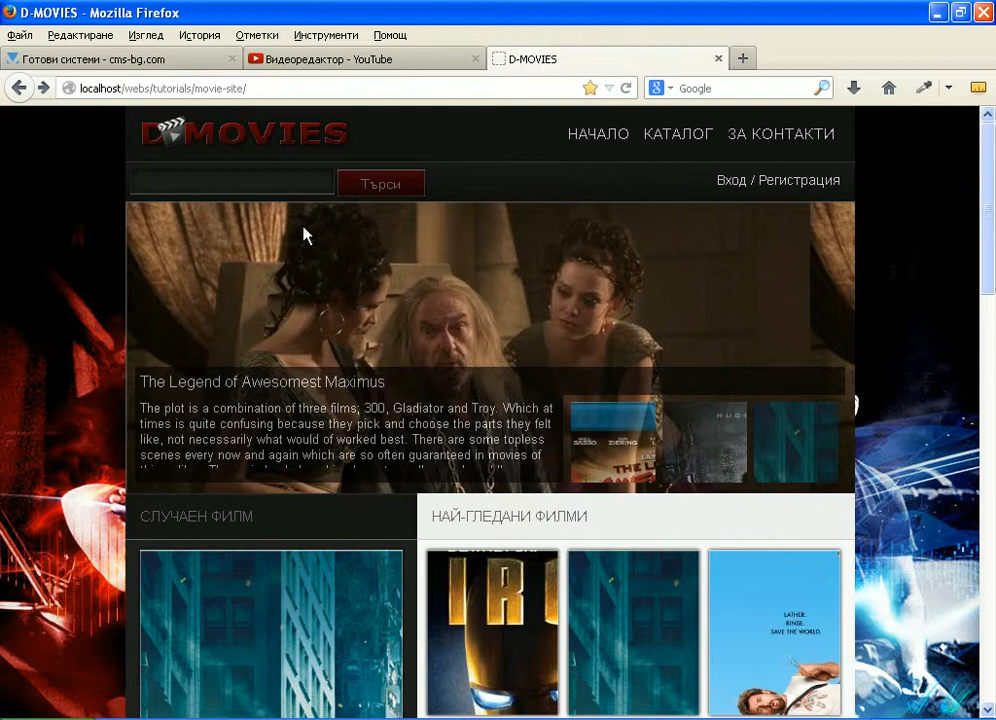 D-MOVIES - Mozilla Firefox
Файл Редактиране Изглед История Отметки Инструменти Помощ
Готови системи - cms-bg.com
Видеоредактор - YouTube
D-MOVIES
localhost/webs/tutorials/movie-site/
Google
D MOVIES
НАЧАЛО КАТАЛОГ ЗА КОНТАКТИ
Търси
Вход / Регистрация
The Legend of Awesomest Maximus
The plot is a combination of three films; 300, Gladiator and Troy. Which at
times is quite confusing because they pick and choose the parts they felt
like, not necessarily what would of worked best. There are some topless
scenes every now and again which are so often guaranteed in movies of
СЛУЧАЕН ФИЛМ
НАЙ-ГЛЕДАНИ ФИЛМИ
LATHER.
RINSE.
SAVE THE WORLD.